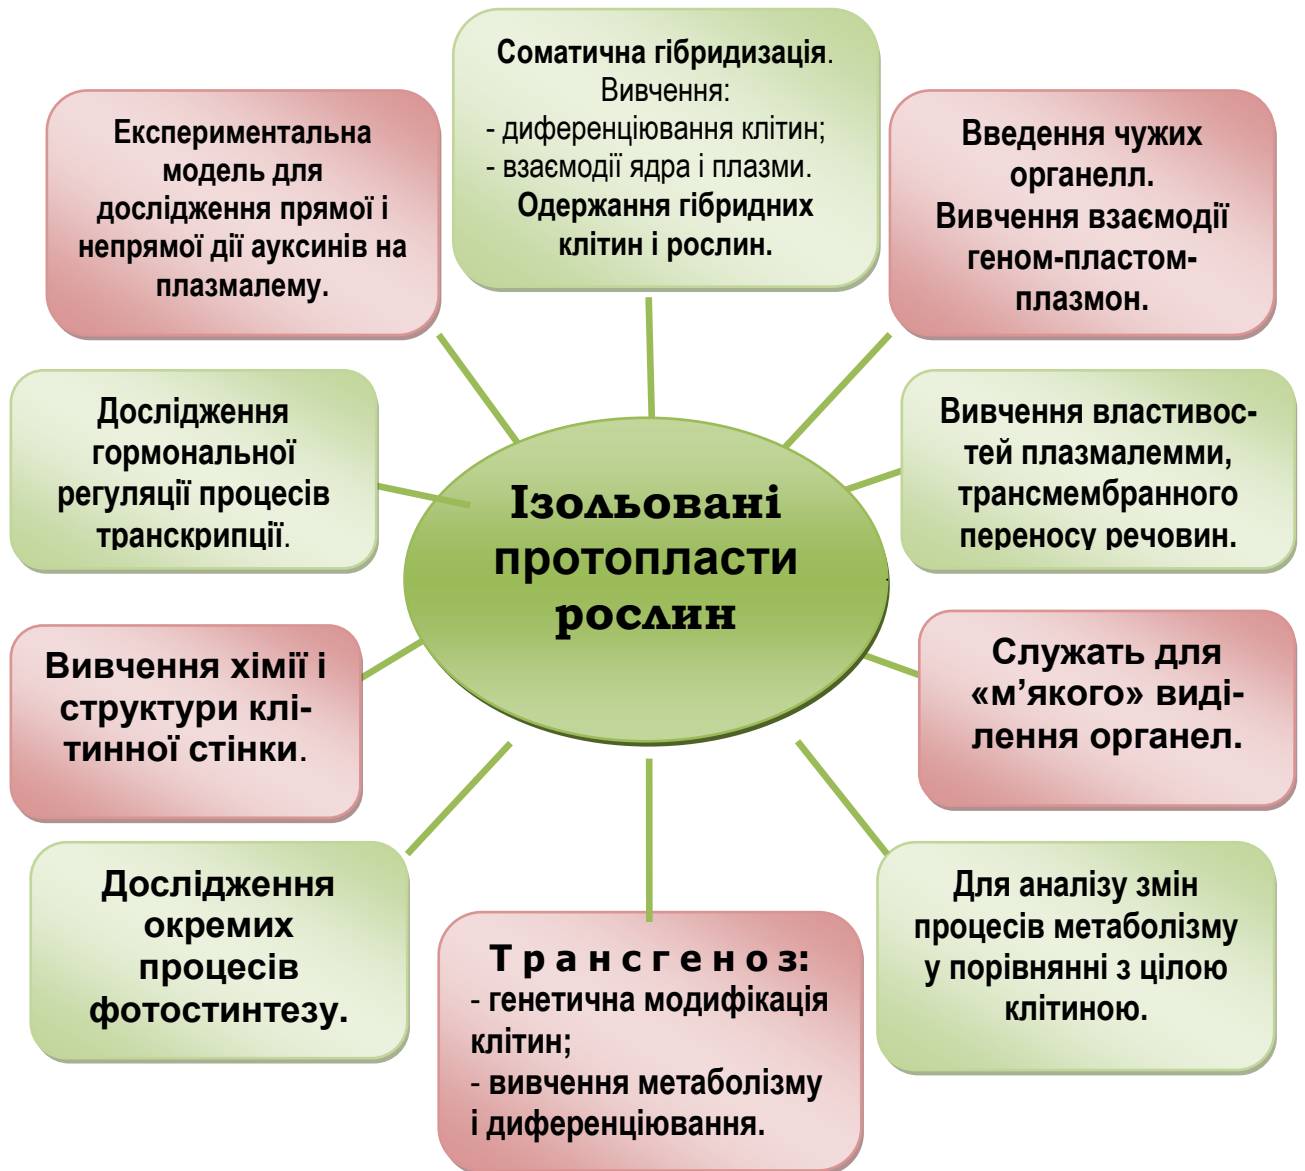 Соматична гібридизація.
Вивчення:
- диференціювання клітин;
- взаємодії ядра і плазми.
Одержання гібридних
клітин і рослин.
Експериментальна
модель для
дослідження прямої і
непрямої дії ауксинів на
плазмалему.
Введення чужих
органелл.
Вивчення взаємодії
геном-пластом-
плазмон.
Дослідження
гормональної
регуляції процесів
транскрипції.
Вивчення властивос-
тей плазмалемми,
трансмембранного
переносу речовин.
Ізольовані
протопласти
рослин
Вивчення хімії і
структури клі-
тинної стінки.
Служать для
«м’якого» виді-
лення органел.
Дослідження
окремих
процесів
фотостинтезу.
Трансгеноз:
- генетична модифікація
клітин;
- вивчення метаболізму
і диференціювання.
Для аналізу змін
процесів метаболізму
у порівнянні з цілою
клітиною.